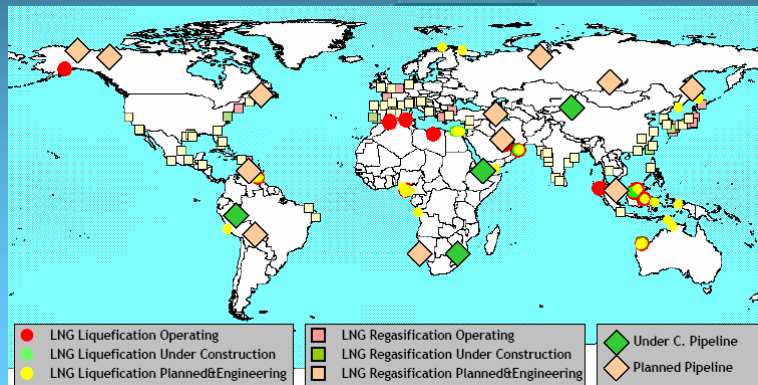 LNG Liquefication Operating
LNG Liquefication Under Construction
LNG Liquefication Planned&Engineering
LNG Regasification Operating
LNG Regasification Under Construction
LNG Regasification Planned&Engineering
Under C. Pipeline
Planned Pipeline